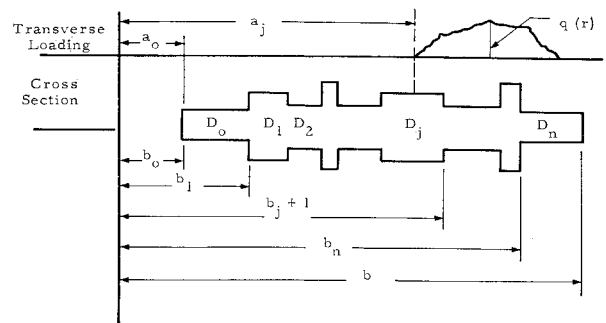 a_j
Transverse
Loading
a_o
q (r)
Cross
Section
D_o
D_1
D_2
D_j
D_n
b_o
b_1
b_j + 1
b_n
b